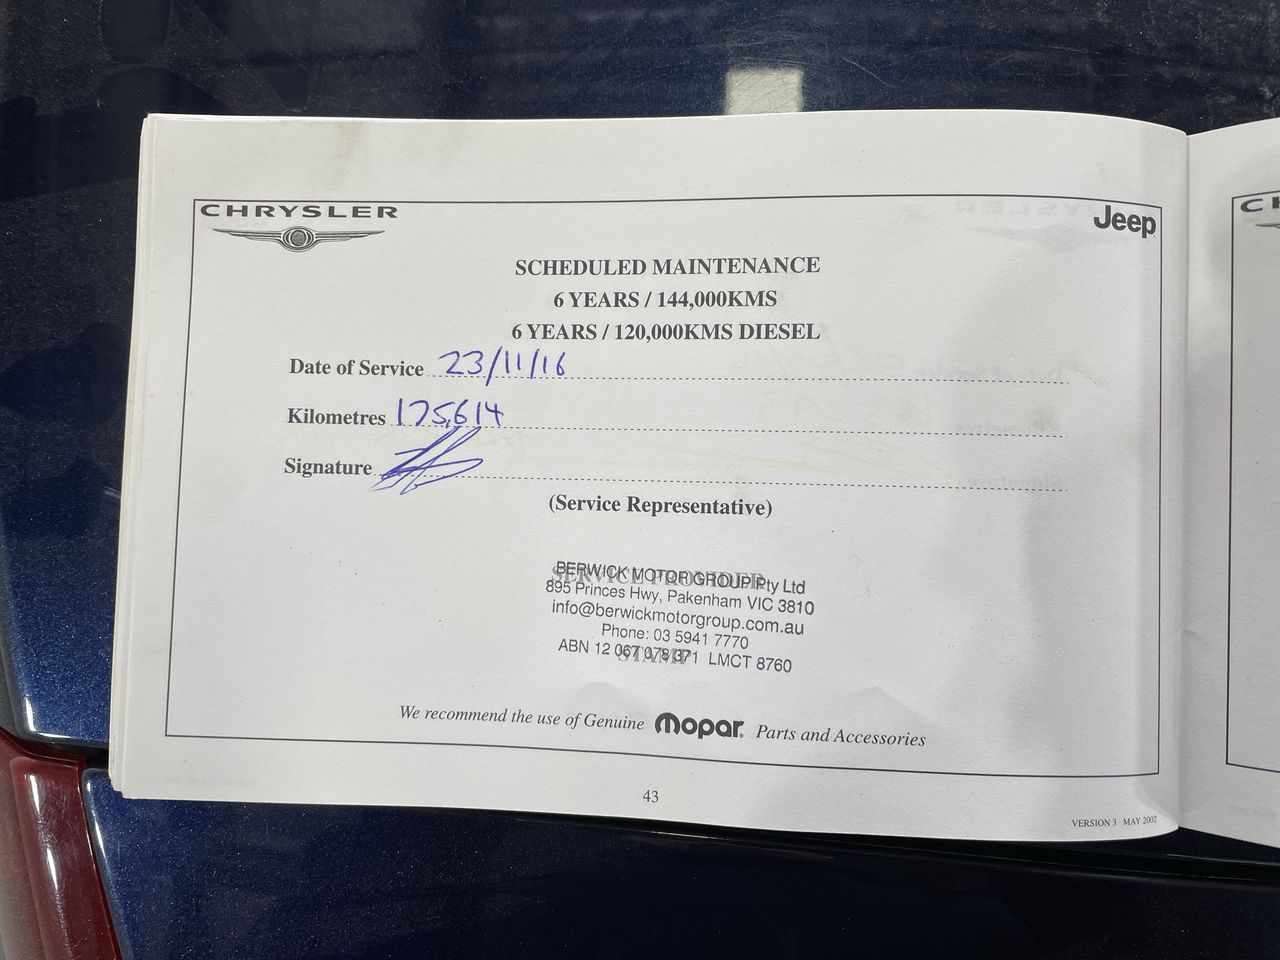 CHRYSLER
Jeep
SCHEDULED MAINTENANCE
6 YEARS / 144,000KMS
6 YEARS / 120,000KMS DIESEL
Date of Service 23/11/16
Kilometres 175,614
Signature
(Service Representative)
SERVICE PROVIDER
BERWICK MOTOR GROUP Pty Ltd
895 Princes Hwy, Pakenham VIC 3810
info@berwickmotorgroup.com.au
Phone: 03 5941 7770
ABN 12 067 078 371 LMCT 8760
STAMP
We recommend the use of Genuine Mopar Parts and Accessories
43
VERSION 3 MAY 2002